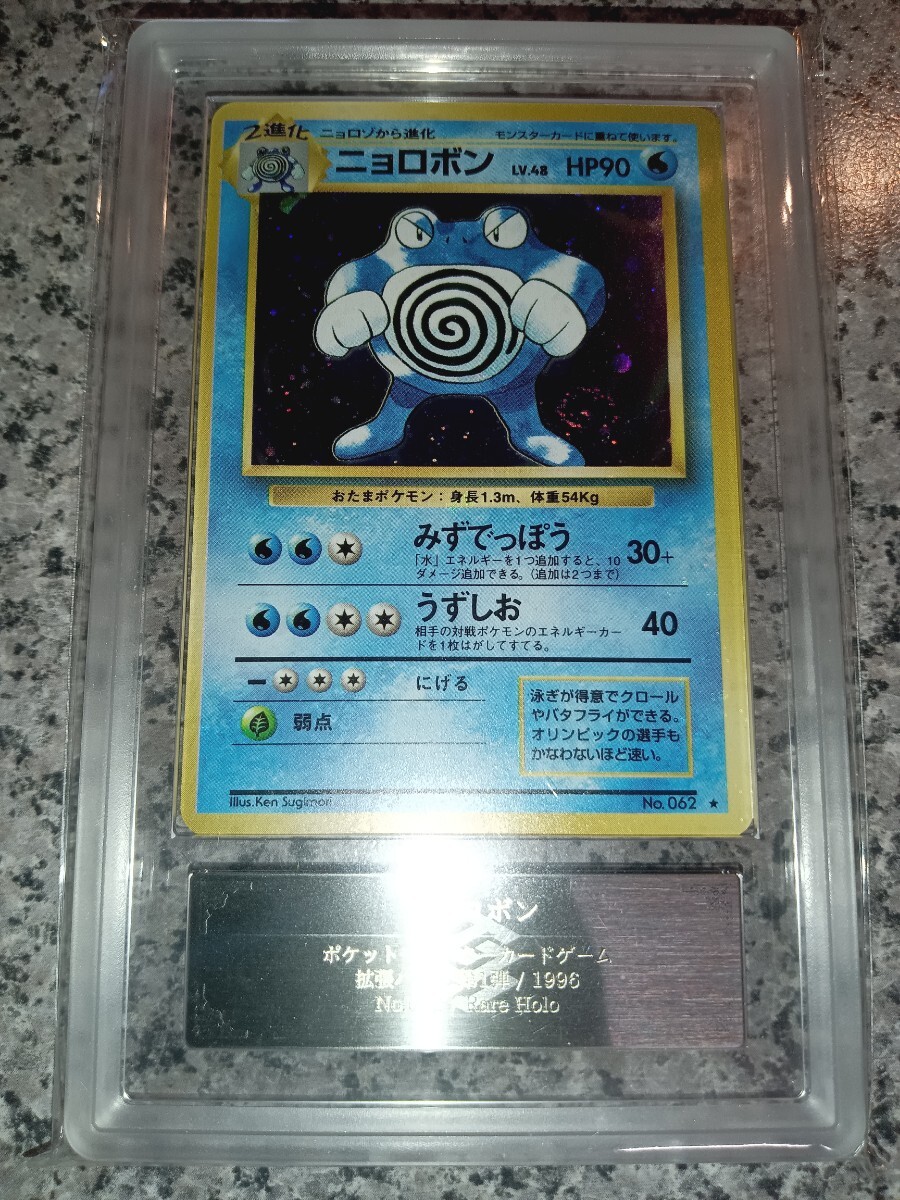 2進化
ニョロゾから進化
モンスターカードに重ねて使います。
ニョロボン LV.48 HP90
おたまポケモン：身長1.3m、体重54Kg
みずでっぽう 30+
「水」エネルギーを1つ追加すると、10
ダメージ追加できる。（追加は2つまで）
うずしお 40
相手の対戦ポケモンのエネルギーカー
ドを1枚はがしてすてる。
にげる
弱点
泳ぎが得意でクロール
やバタフライができる。
オリンピックの選手も
かなわないほど速い。
Illus.Ken Sugimori
No.062 ★
ボン
ポケット カードゲーム
拡張 1弾 / 1996
Rare Holo